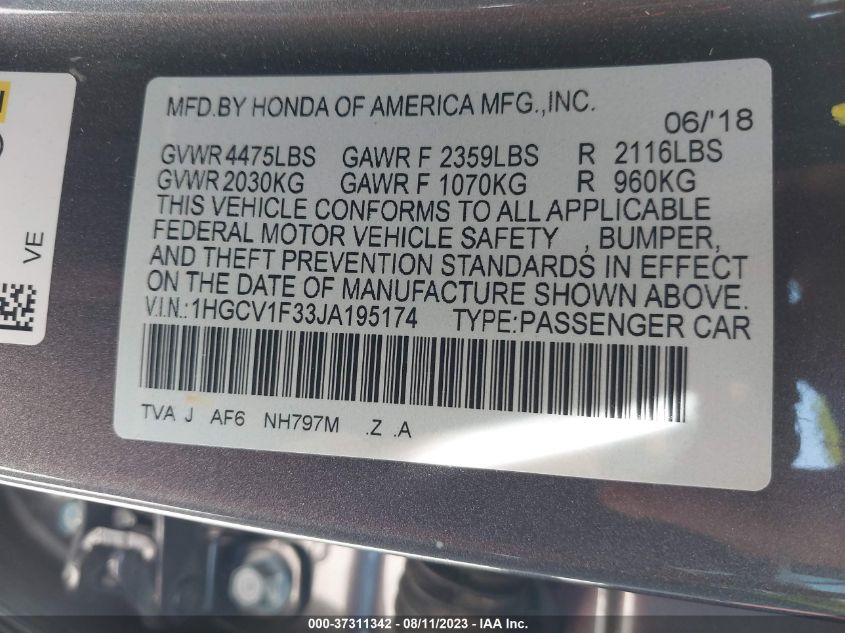 MFD.BY HONDA OF AMERICA MFG.,INC.
06/'18
GVWR 4475LBS GAWR F 2359LBS R 2116LBS
GVWR 2030KG GAWR F 1070KG R 960KG
THIS VEHICLE CONFORMS TO ALL APPLICABLE
FEDERAL MOTOR VEHICLE SAFETY , BUMPER,
AND THEFT PREVENTION STANDARDS IN EFFECT
ON THE DATE OF MANUFACTURE SHOWN ABOVE.
V.I.N.:1HGCV1F33JA195174 TYPE:PASSENGER CAR
TVA J AF6 NH797M .Z .A
VE
000-37311342 - 08/11/2023 - IAA Inc.